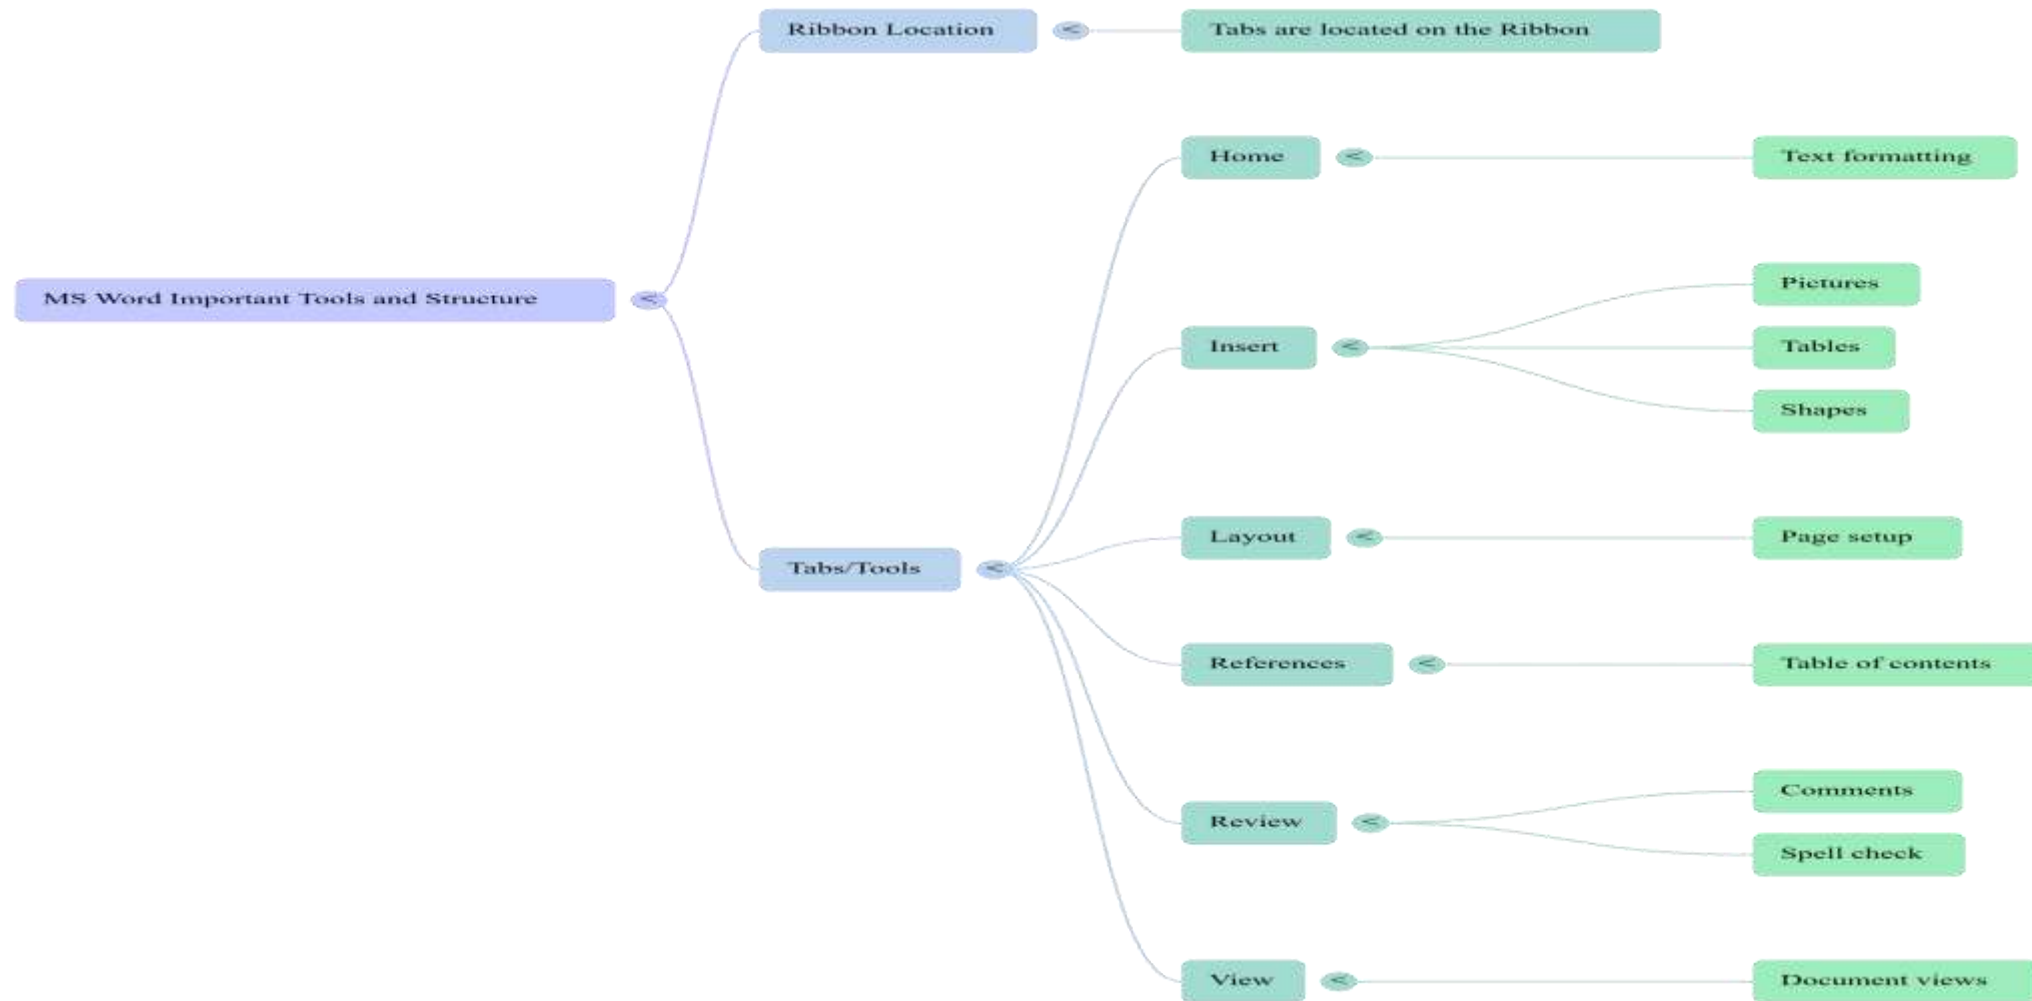 MS Word Important Tools and Structure
Ribbon Location
Tabs are located on the Ribbon
Tabs/Tools
Home
Text formatting
Insert
Pictures
Tables
Shapes
Layout
Page setup
References
Table of contents
Review
Comments
Spell check
View
Document views